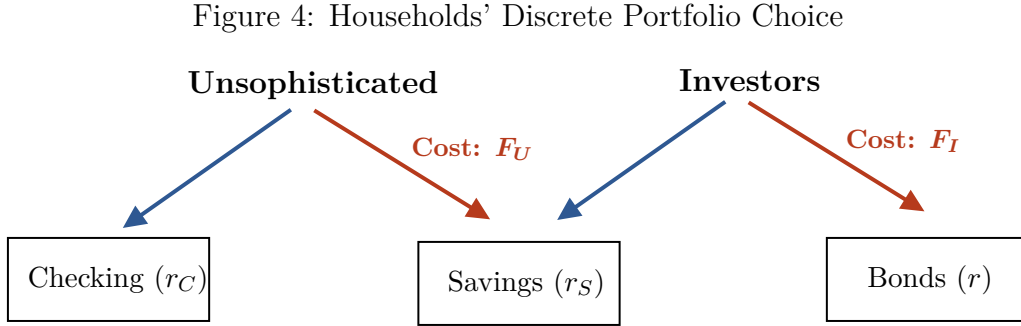 Figure 4: Households' Discrete Portfolio Choice
Unsophisticated
Investors
Cost: F_U
Cost: F_I
Checking (r_C)
Savings (r_S)
Bonds (r)